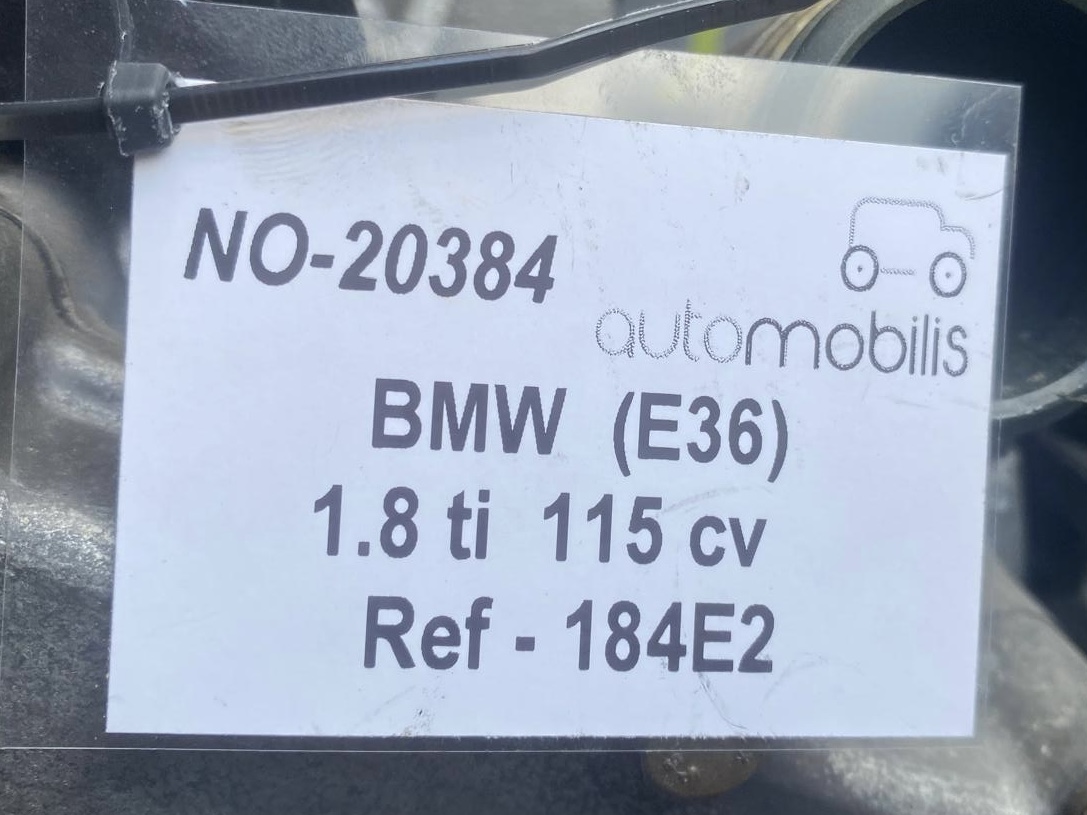 NO-20384
automobilis
BMW (E36)
1.8 ti 115 cv
Ref - 184E2